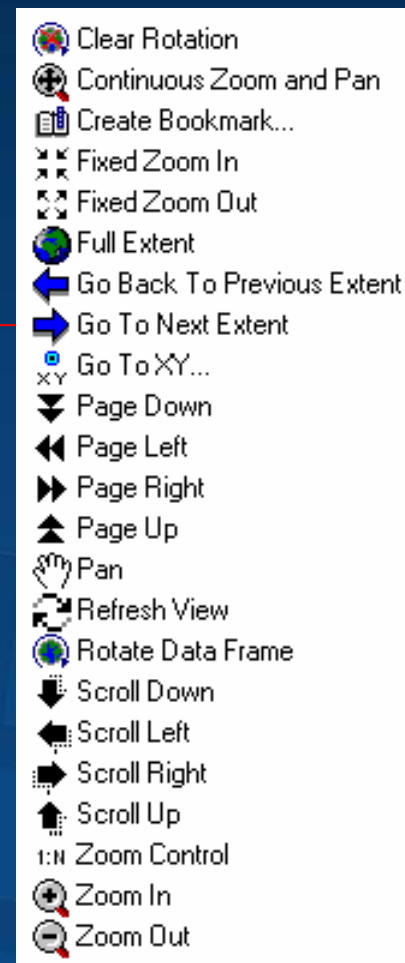 Clear Rotation
Continuous Zoom and Pan
Create Bookmark...
Fixed Zoom In
Fixed Zoom Out
Full Extent
Go Back To Previous Extent
Go To Next Extent
XY Go To XY...
Page Down
Page Left
Page Right
Page Up
Pan
Refresh View
Rotate Data Frame
Scroll Down
Scroll Left
Scroll Right
Scroll Up
1:N Zoom Control
Zoom In
Zoom Out